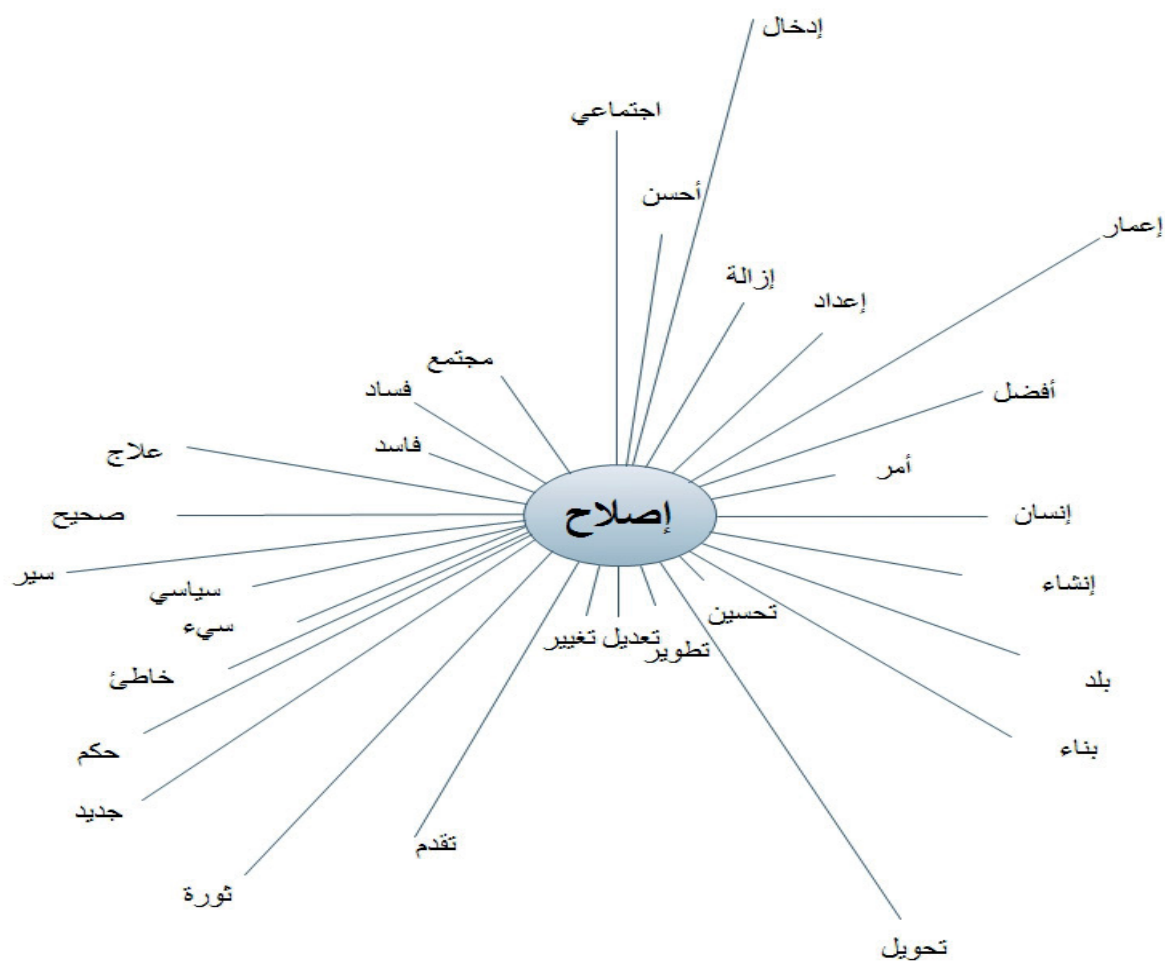 إدخال
اجتماعي
أحسن
إعمار
إزالة
إعداد
مجتمع
فساد
أفضل
فاسد
علاج
أمر
إصلاح
صحيح
إنسان
سير
سياسي
إنشاء
سيء
تحسين
تطوير
تعديل
تغيير
خاطئ
بلد
حكم
بناء
جديد
تقدم
ثورة
تحويل